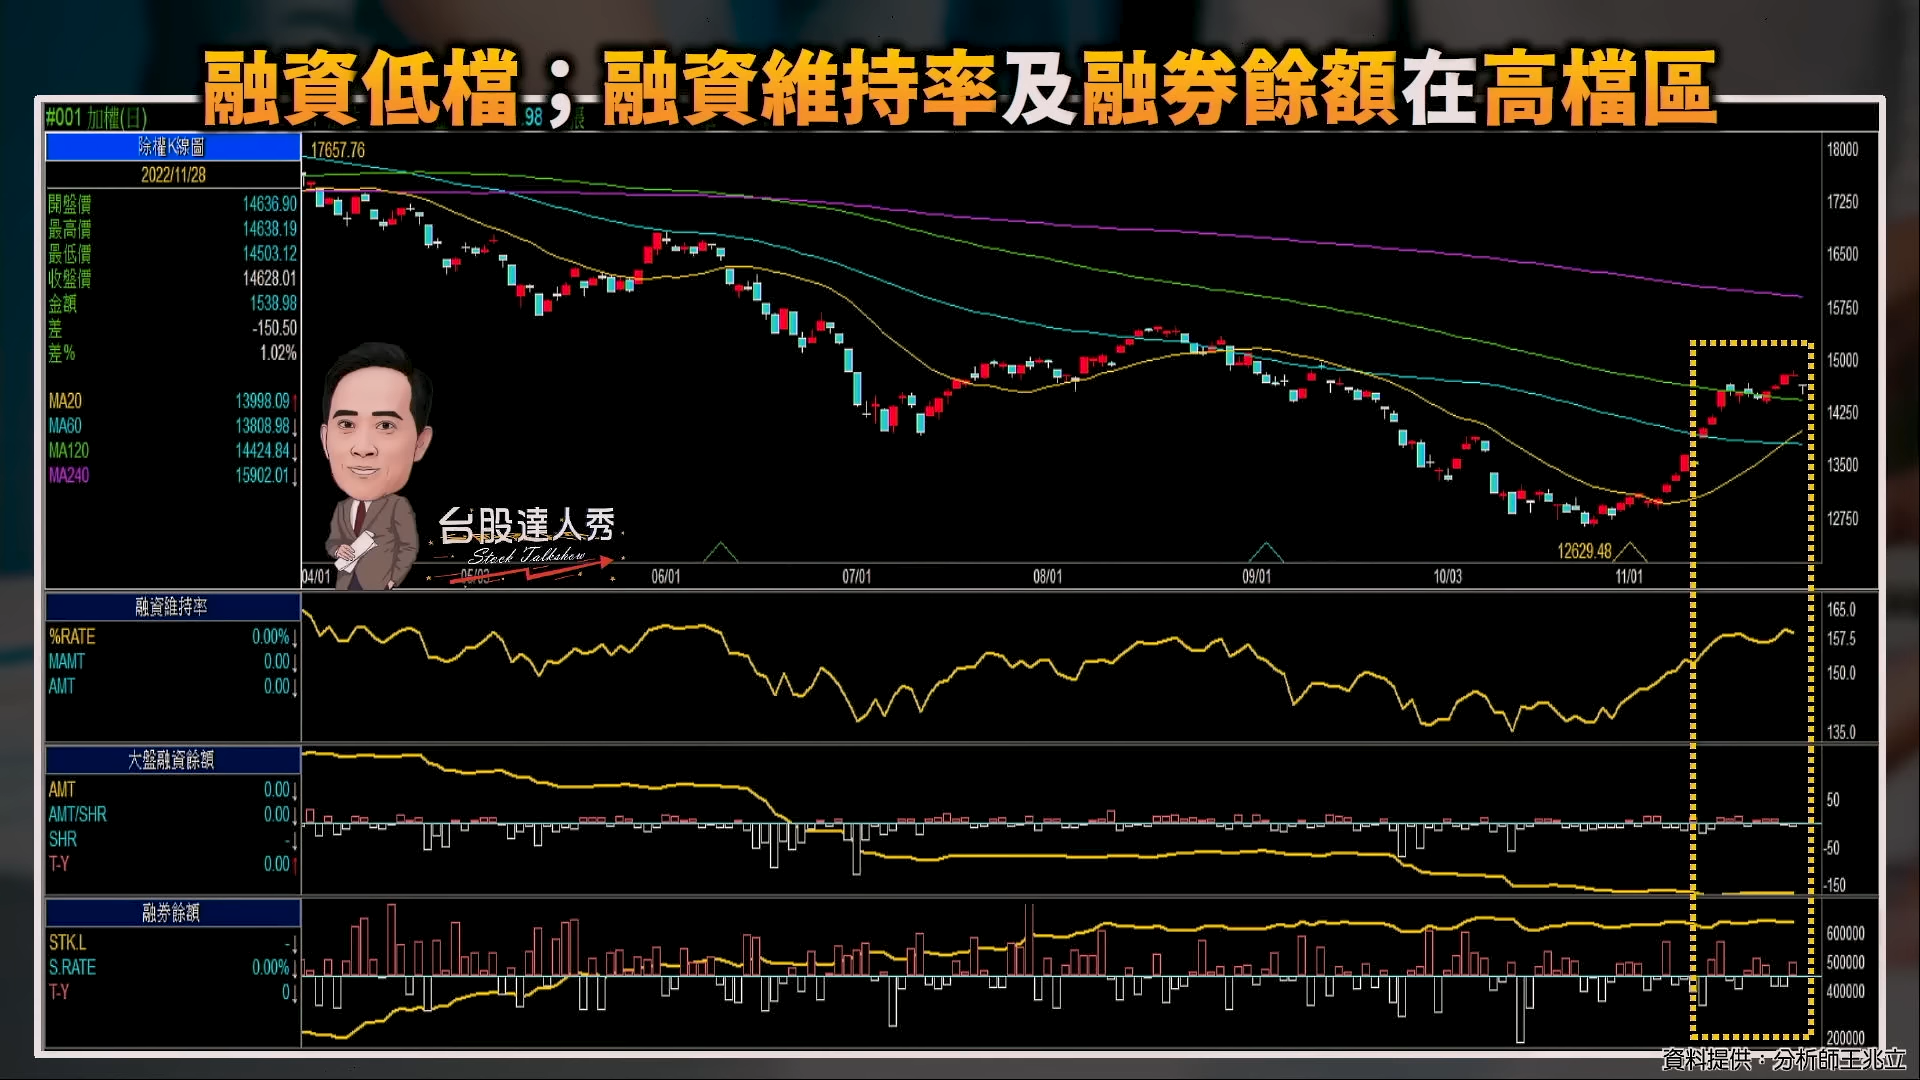 融資低檔；融資維持率及融券餘額在高檔區
#001 加權(日) .98
除權K線圖
2022/11/28
開盤價 14636.90
最高價 14638.19
最低價 14503.12
收盤價 14628.01
金額 1538.98
差 -150.50
差% 1.02%
MA20 13998.09↑
MA60 13808.98↓
MA120 14424.84↓
MA240 15902.01↓
17657.76
18000
17250
16500
15750
15000
14250
13500
12750
12629.48
台股達人秀
Stock Talkshow
04/01 05/03 06/01 07/01 08/01 09/01 10/03 11/01
融資維持率
%RATE 0.00%↓
MAMT 0.00↓
AMT 0.00↓
165.0
157.5
150.0
135.0
大盤融資餘額
AMT 0.00↓
AMT/SHR 0.00↓
SHR -↓
T-Y 0.00↑
50
-50
-150
融券餘額
STK.L -↓
S.RATE 0.00%↓
T-Y 0↓
600000
500000
400000
200000
資料提供：分析師王兆立